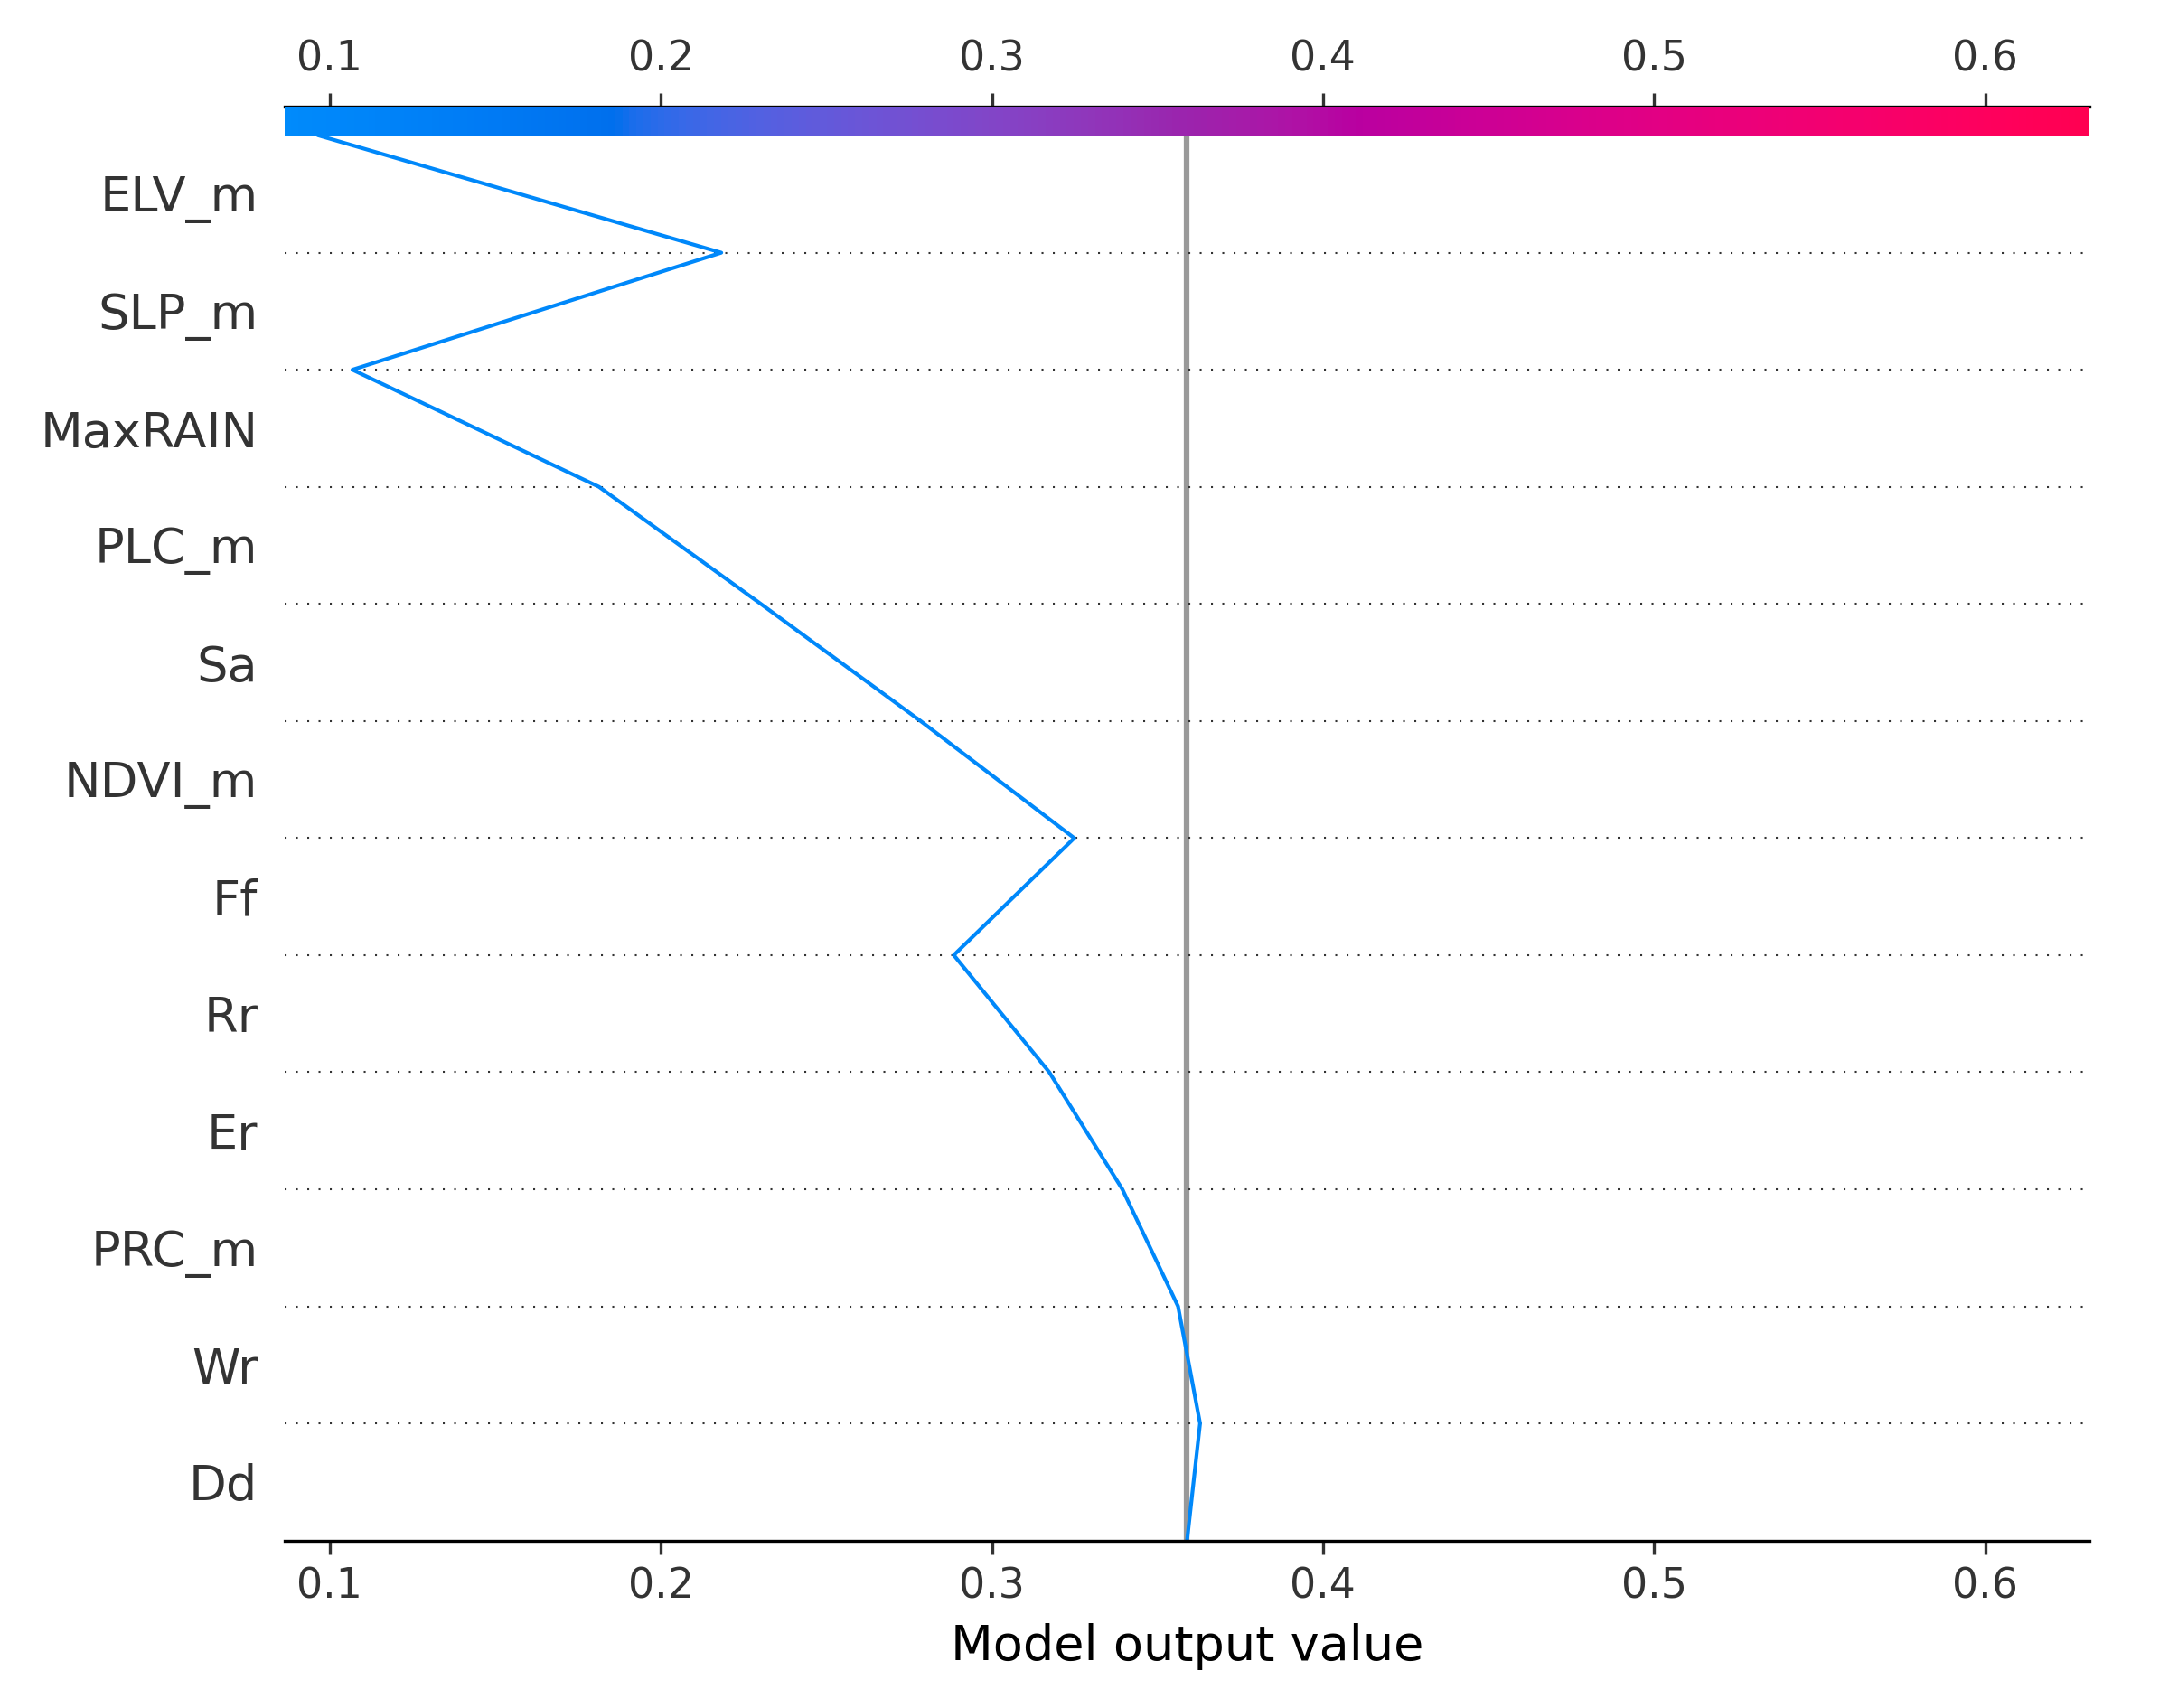 0.1 0.2 0.3 0.4 0.5 0.6
ELV_m
SLP_m
MaxRAIN
PLC_m
Sa
NDVI_m
Ff
Rr
Er
PRC_m
Wr
Dd
0.1 0.2 0.3 0.4 0.5 0.6
Model output value